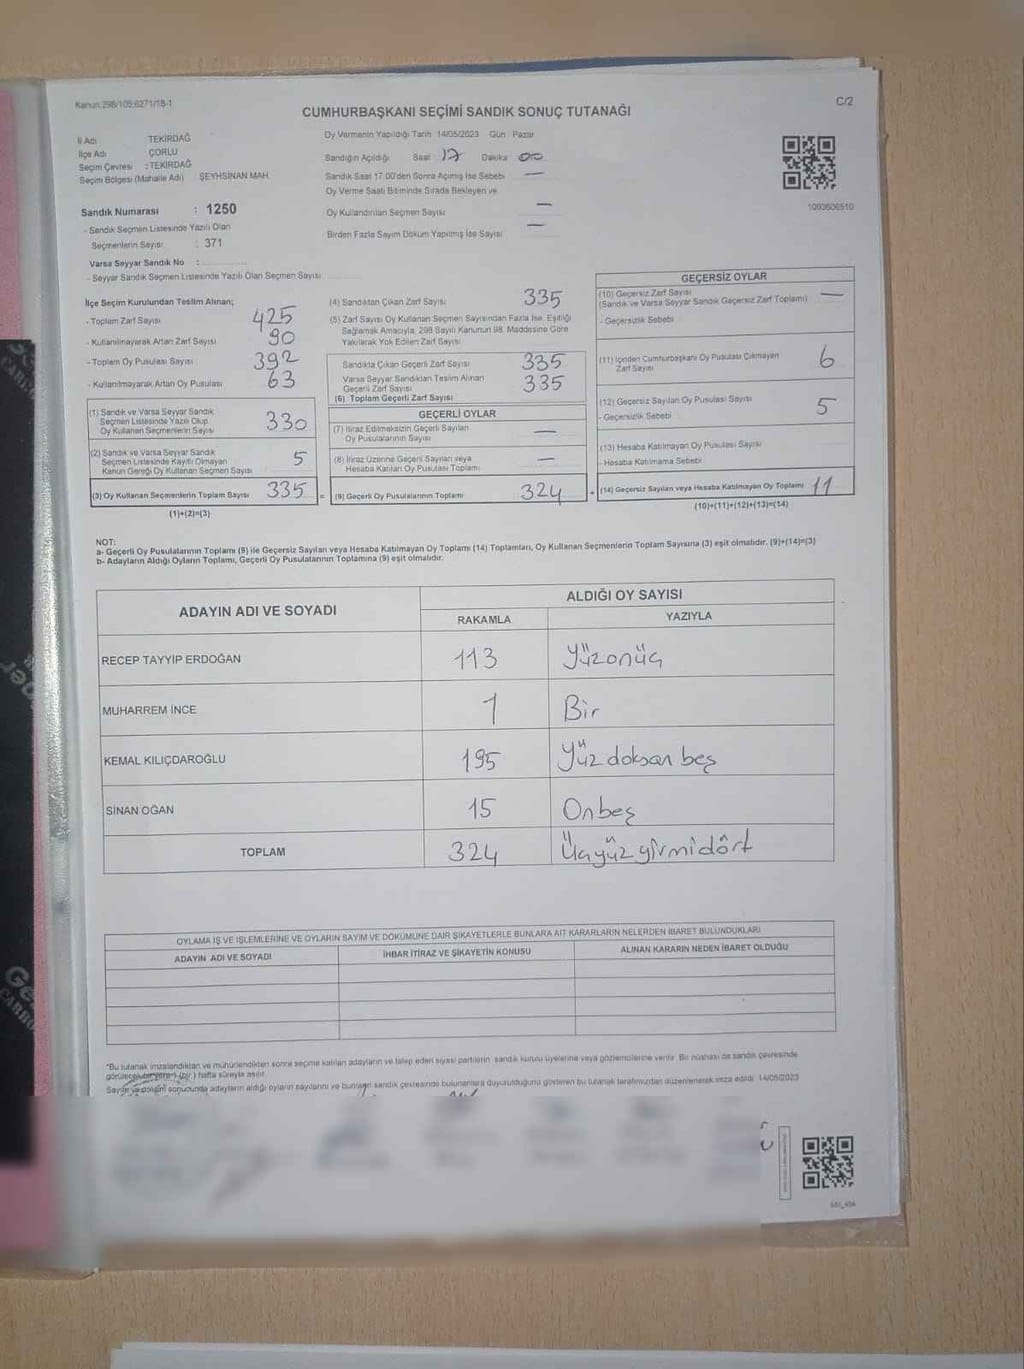 Kanun:298/105;6271/18-1
C/2
CUMHURBAŞKANI SEÇİMİ SANDIK SONUÇ TUTANAĞI
İl Adı TEKİRDAĞ
İlçe Adı ÇORLU
Seçim Çevresi : TEKİRDAĞ
Seçim Bölgesi (Mahalle Adı) ŞEYHSİNAN MAH.
Sandık Numarası : 1250
- Sandık Seçmen Listesinde Yazılı Olan
Seçmenlerin Sayısı : 371
Varsa Seyyar Sandık No :
- Seyyar Sandık Seçmen Listesinde Yazılı Olan Seçmen Sayısı
Oy Vermenin Yapıldığı Tarih 14/05/2023 Gün Pazar
Sandığın Açıldığı Saat 17 Dakika 00
Sandık Saat 17.00'den Sonra Açılmış İse Sebebi —
Oy Verme Saati Bitiminde Sırada Bekleyen ve
Oy Kullandırılan Seçmen Sayısı —
Birden Fazla Sayım Döküm Yapılmış İse Sayısı —
1093606510
İlçe Seçim Kurulundan Teslim Alınan;
- Toplam Zarf Sayısı 425
- Kullanılmayarak Artan Zarf Sayısı 90
- Toplam Oy Pusulası Sayısı 392
- Kullanılmayarak Artan Oy Pusulası 63
(1) Sandık ve Varsa Seyyar Sandık
Seçmen Listesinde Yazılı Olup
Oy Kullanan Seçmenlerin Sayısı 330
(2) Sandık ve Varsa Seyyar Sandık
Seçmen Listesinde Kayıtlı Olmayan
Kanun Gereği Oy Kullanan Seçmen Sayısı 5
(3) Oy Kullanan Seçmenlerin Toplam Sayısı 335 =
(1)+(2)=(3)
(4) Sandıktan Çıkan Zarf Sayısı 335
(5) Zarf Sayısı Oy Kullanan Seçmen Sayısından Fazla İse, Eşitliği
Sağlamak Amacıyla, 298 Sayılı Kanunun 98. Maddesine Göre
Yakılarak Yok Edilen Zarf Sayısı
Sandıkta Çıkan Geçerli Zarf Sayısı 335
Varsa Seyyar Sandıktan Teslim Alınan
Geçerli Zarf Sayısı 335
(6) Toplam Geçerli Zarf Sayısı
GEÇERLİ OYLAR
(7) İtiraz Edilmeksizin Geçerli Sayılan
Oy Pusulalarının Sayısı —
(8) İtiraz Üzerine Geçerli Sayılan veya
Hesaba Katılan Oy Pusulası Toplamı —
(9) Geçerli Oy Pusulalarının Toplamı 324 +
GEÇERSİZ OYLAR
(10) Geçersiz Zarf Sayısı
(Sandık ve Varsa Seyyar Sandık Geçersiz Zarf Toplamı) —
- Geçersizlik Sebebi
(11) İçinden Cumhurbaşkanı Oy Pusulası Çıkmayan
Zarf Sayısı 6
(12) Geçersiz Sayılan Oy Pusulası Sayısı 5
- Geçersizlik Sebebi
(13) Hesaba Katılmayan Oy Pusulası Sayısı
- Hesaba Katılmama Sebebi
(14) Geçersiz Sayılan veya Hesaba Katılmayan Oy Toplamı 11
(10)+(11)+(12)+(13)=(14)
NOT:
a- Geçerli Oy Pusulalarının Toplamı (9) ile Geçersiz Sayılan veya Hesaba Katılmayan Oy Toplamı (14) Toplamları, Oy Kullanan Seçmenlerin Toplam Sayısına (3) eşit olmalıdır. (9)+(14)=(3)
b- Adayların Aldığı Oyların Toplamı, Geçerli Oy Pusulalarının Toplamına (9) eşit olmalıdır.
ADAYIN ADI VE SOYADI
ALDIĞI OY SAYISI
RAKAMLA YAZIYLA
RECEP TAYYİP ERDOĞAN 113 Yüzonüç
MUHARREM İNCE 1 Bir
KEMAL KILIÇDAROĞLU 195 Yüz doksan beş
SİNAN OĞAN 15 Onbeş
TOPLAM 324 Üçyüzyirmidört
OYLAMA İŞ VE İŞLEMLERİNE VE OYLARIN SAYIM VE DÖKÜMÜNE DAİR ŞİKAYETLERLE BUNLARA AİT KARARLARIN NELERDEN İBARET BULUNDUKLARI
ADAYIN ADI VE SOYADI İHBAR İTİRAZ VE ŞİKAYETİN KONUSU ALINAN KARARIN NEDEN İBARET OLDUĞU
*Bu tutanak imzalandıktan ve mühürlendikten sonra seçime katılan adayların ve talep eden siyasi partilerin sandık kurulu üyelerine veya gözlemcilerine verilir. Bir nüshası da sandık çevresinde
(bir) hafta süreyle asılır.
Sayım ve döküm sonucunda adayların aldığı oyların sayılarını ve bunların sandık çevresinde bulunanlara duyurulduğunu gösteren bu tutanak tarafımızdan düzenlenerek imza edildi. 14/05/2023